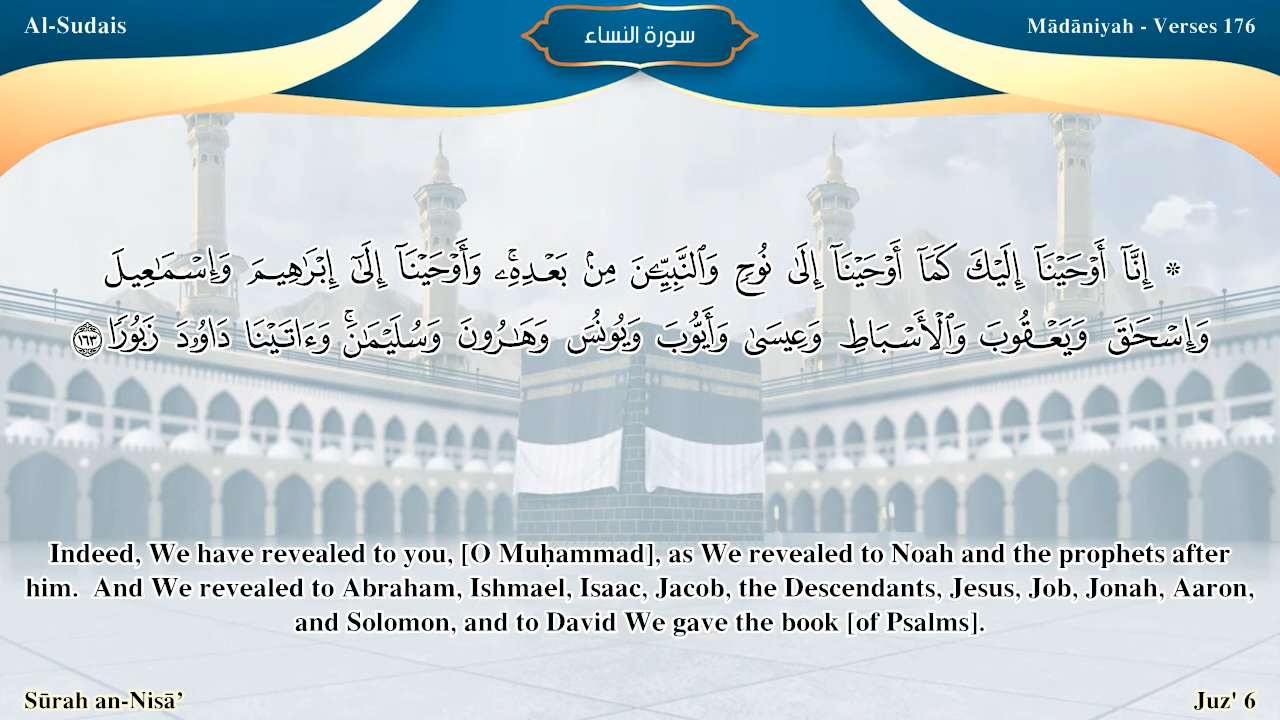 Al-Sudais
سورة النساء
Mādāniyah - Verses 176
۞ إِنَّآ أَوْحَيْنَآ إِلَيْكَ كَمَآ أَوْحَيْنَآ إِلَىٰ نُوحٍ وَٱلنَّبِيِّـۧنَ مِنۢ بَعْدِهِۦۚ وَأَوْحَيْنَآ إِلَىٰٓ إِبْرَٰهِيمَ وَإِسْمَـٰعِيلَ
وَإِسْحَـٰقَ وَيَعْقُوبَ وَٱلْأَسْبَاطِ وَعِيسَىٰ وَأَيُّوبَ وَيُونُسَ وَهَـٰرُونَ وَسُلَيْمَـٰنَۚ وَءَاتَيْنَا دَاوُۥدَ زَبُورًا ١٦٣
Indeed, We have revealed to you, [O Muḥammad], as We revealed to Noah and the prophets after
him.  And We revealed to Abraham, Ishmael, Isaac, Jacob, the Descendants, Jesus, Job, Jonah, Aaron,
and Solomon, and to David We gave the book [of Psalms].
Sūrah an-Nisā’
Juz' 6